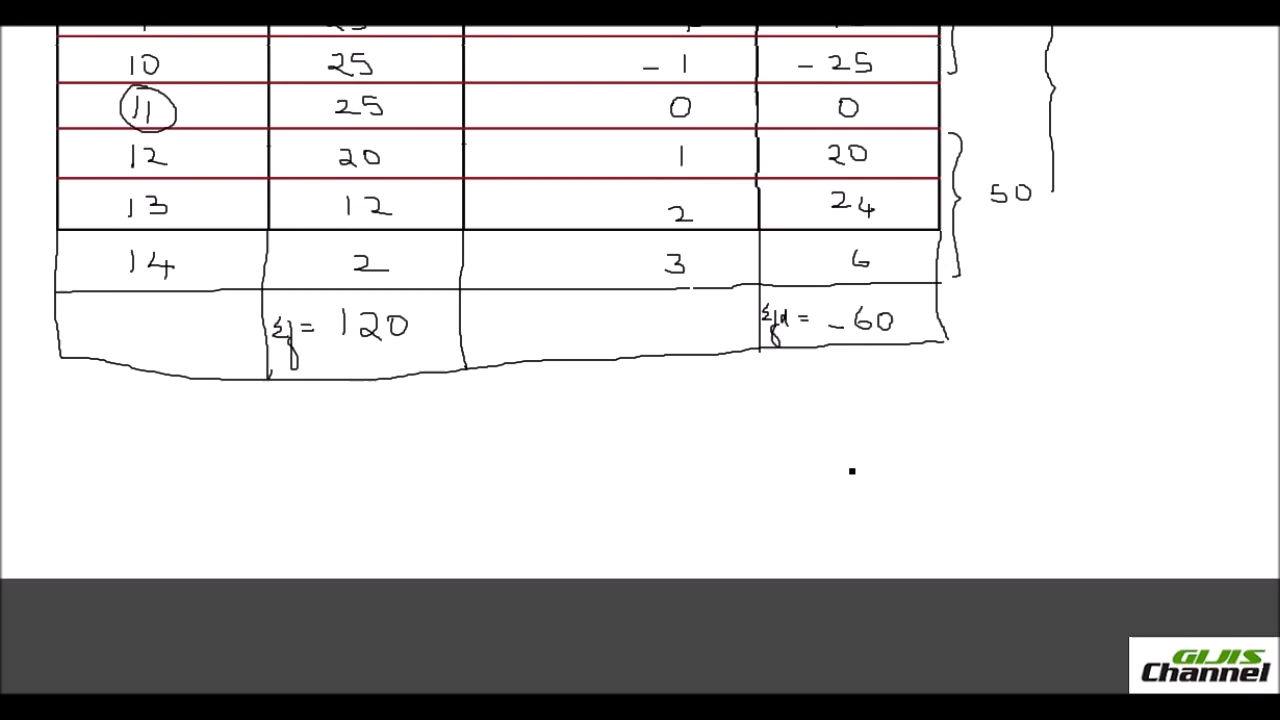 10 25 - 1 - 25
11 25 0 0
12 20 1 20
13 12 2 24
50
14 2 3 6
Σf = 120 Σfd = - 60
GIJIS
Channel